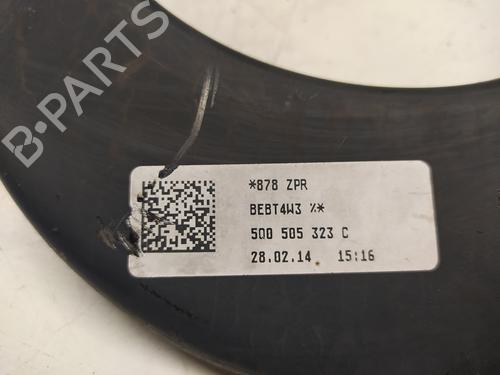 B-PARTS
*878 ZPR
BEBT4W3 %*
5Q0 505 323 C
28.02.14 15:16